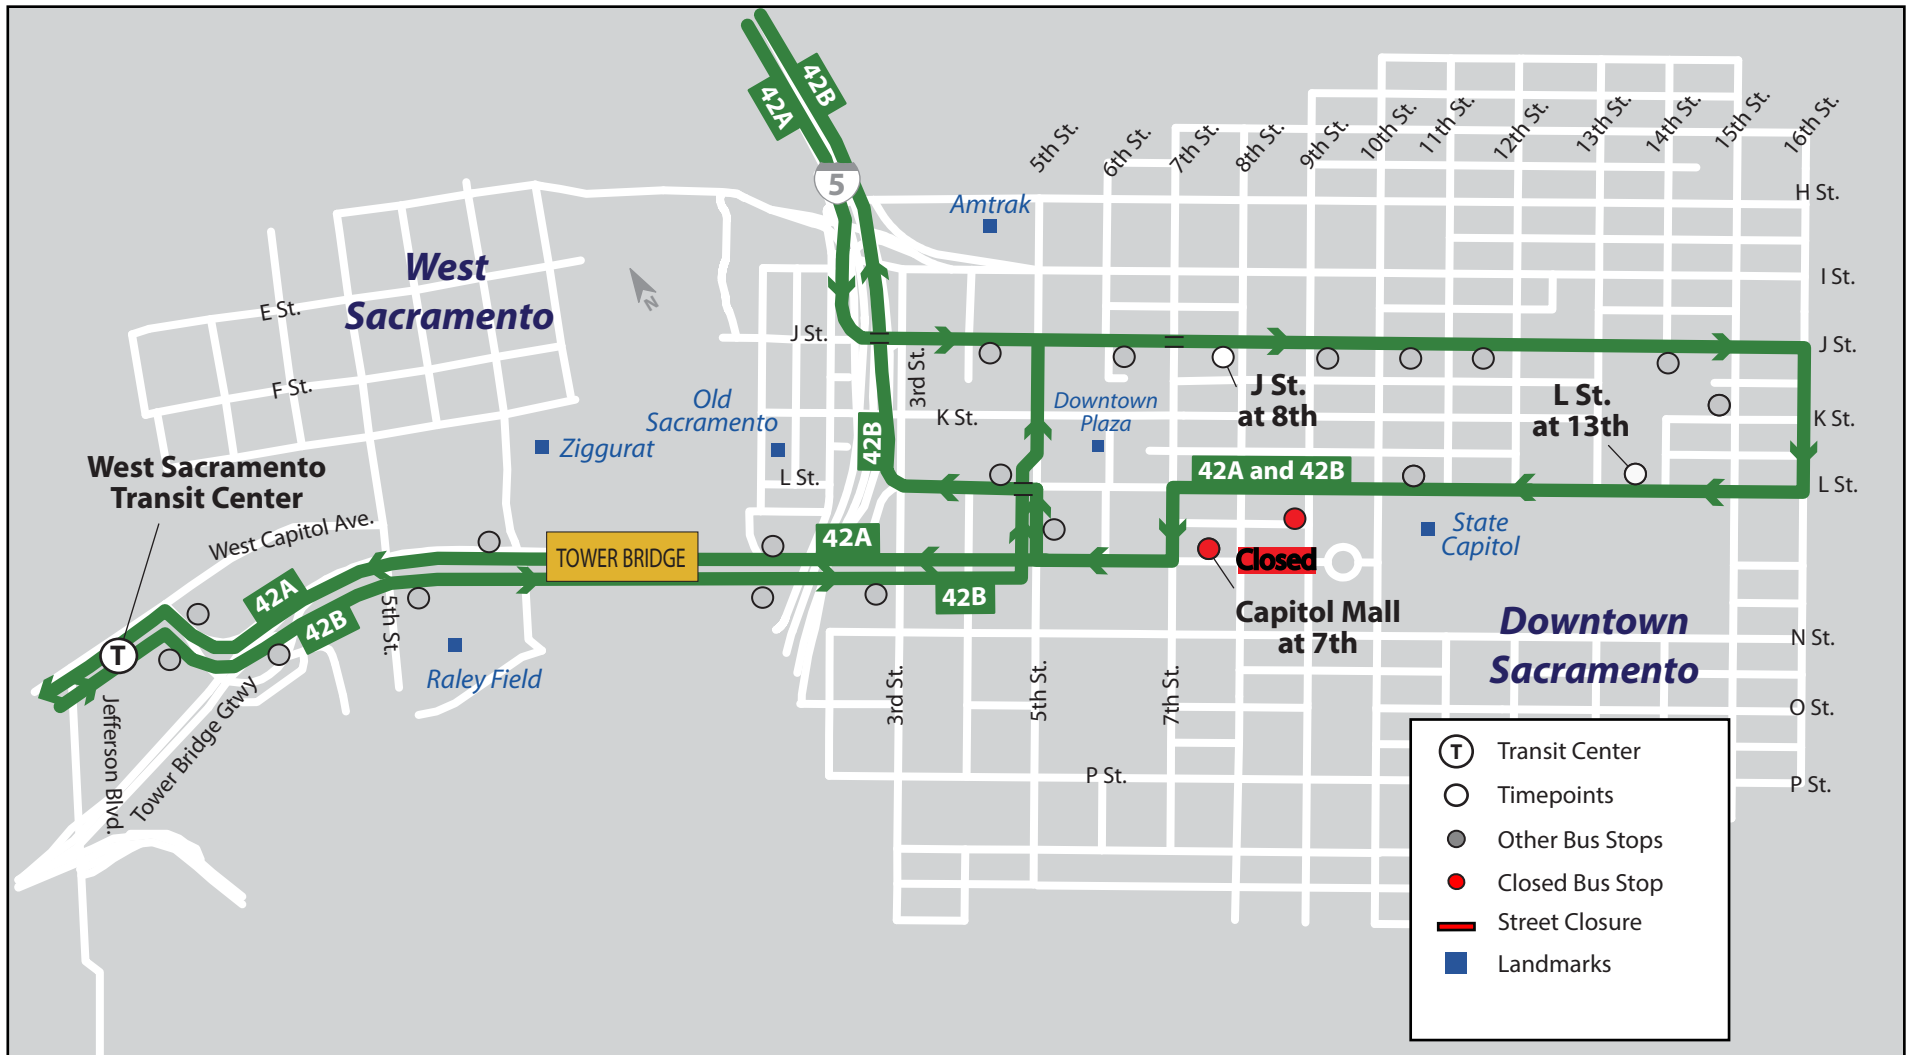 42B
42A
5
5th St.
6th St.
7th St.
8th St.
9th St.
10th St.
11th St.
12th St.
13th St.
14th St.
15th St.
16th St.
H St.
Amtrak
West
Sacramento
N
I St.
E St.
J St.
J St.
3rd St.
F St.
Old
Sacramento
K St.
Downtown
Plaza
J St.
at 8th
L St.
at 13th
K St.
42B
Ziggurat
West Sacramento
Transit Center
L St.
42A and 42B
L St.
West Capitol Ave.
42A
TOWER BRIDGE
State
Capitol
Closed
42A
42B
42B
5th St.
Capitol Mall
at 7th
Downtown
Sacramento
N St.
T
Raley Field
Jefferson Blvd.
Tower Bridge Gtwy
3rd St.
5th St.
7th St.
O St.
P St.
P St.
T Transit Center
Timepoints
Other Bus Stops
Closed Bus Stop
Street Closure
Landmarks